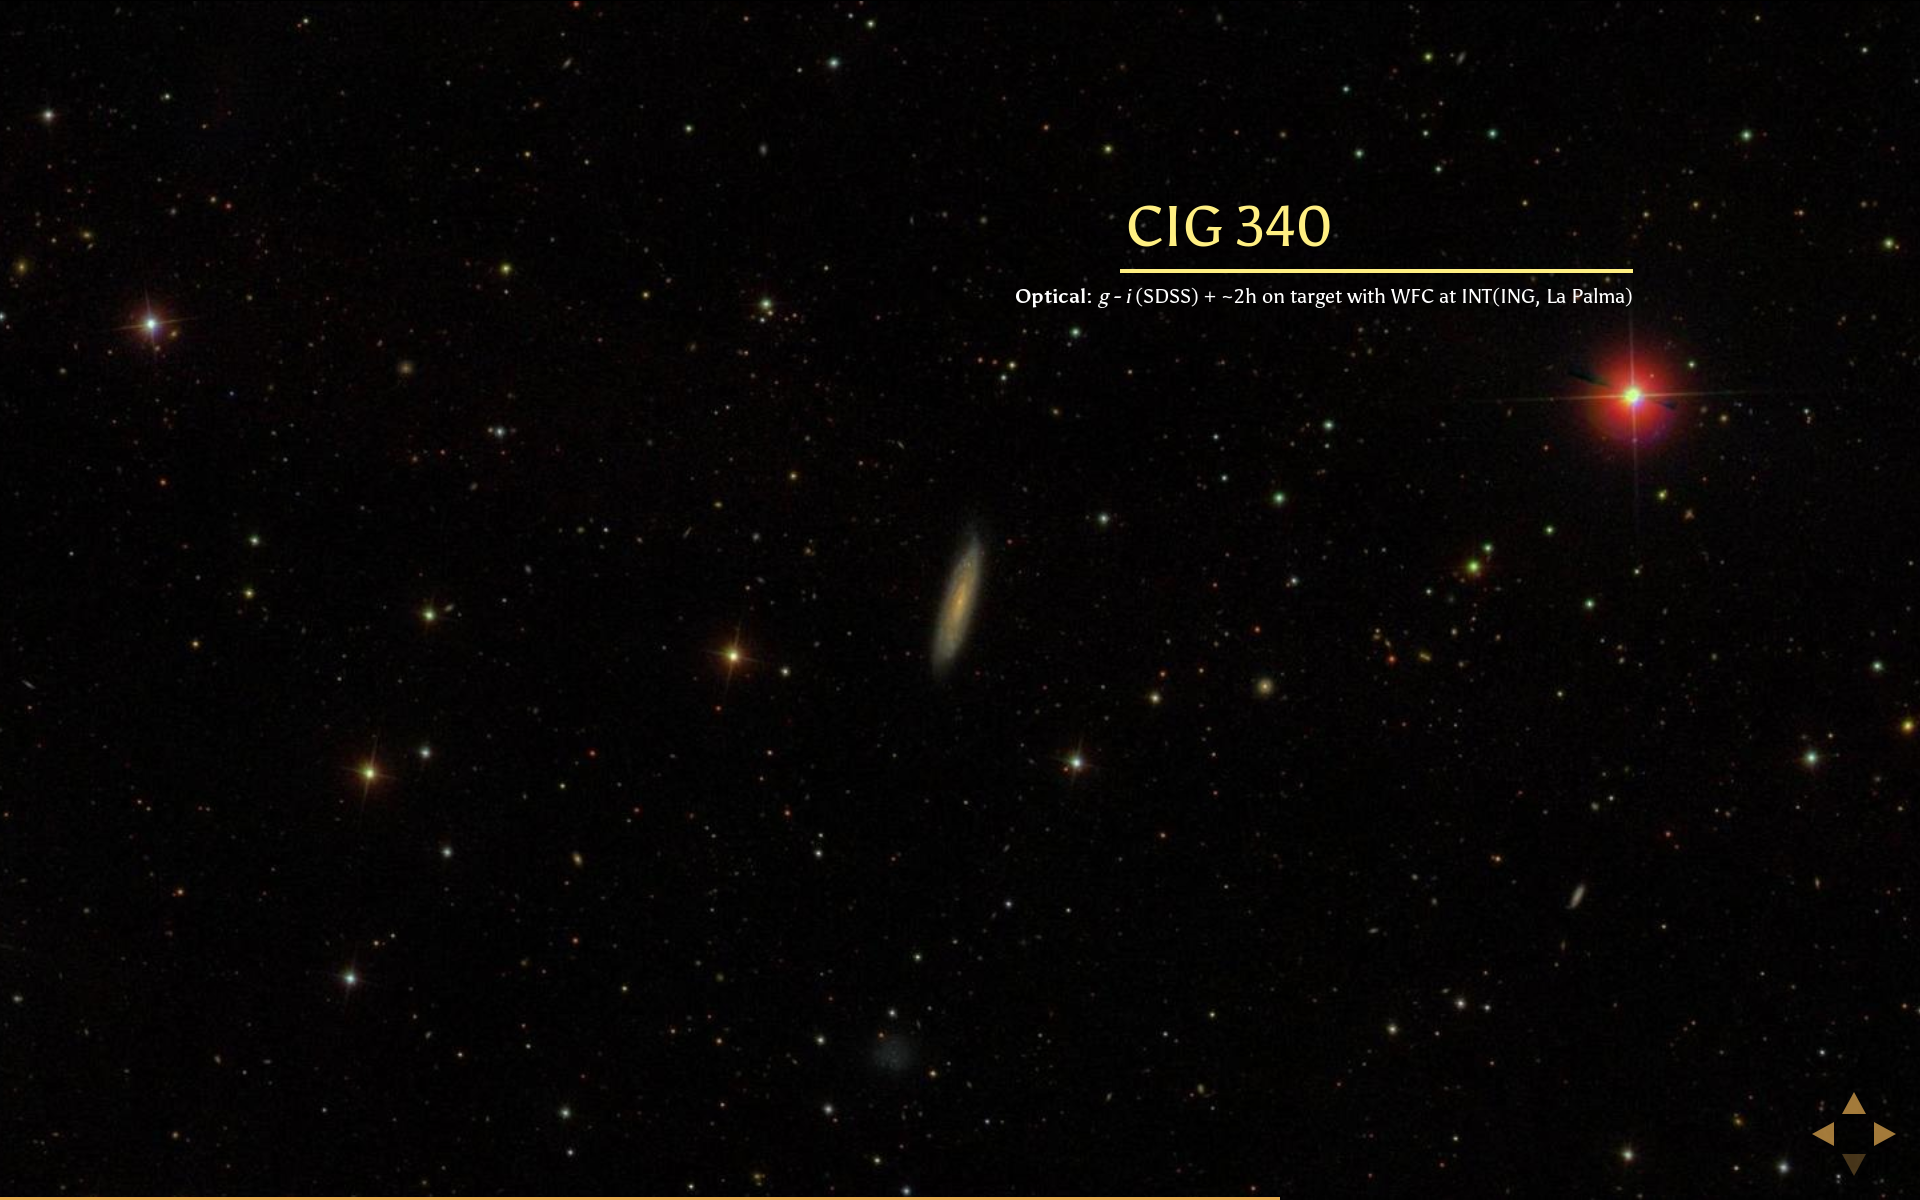 CIG 340
Optical: g - i (SDSS) + ~2h on target with WFC at INT(ING, La Palma)